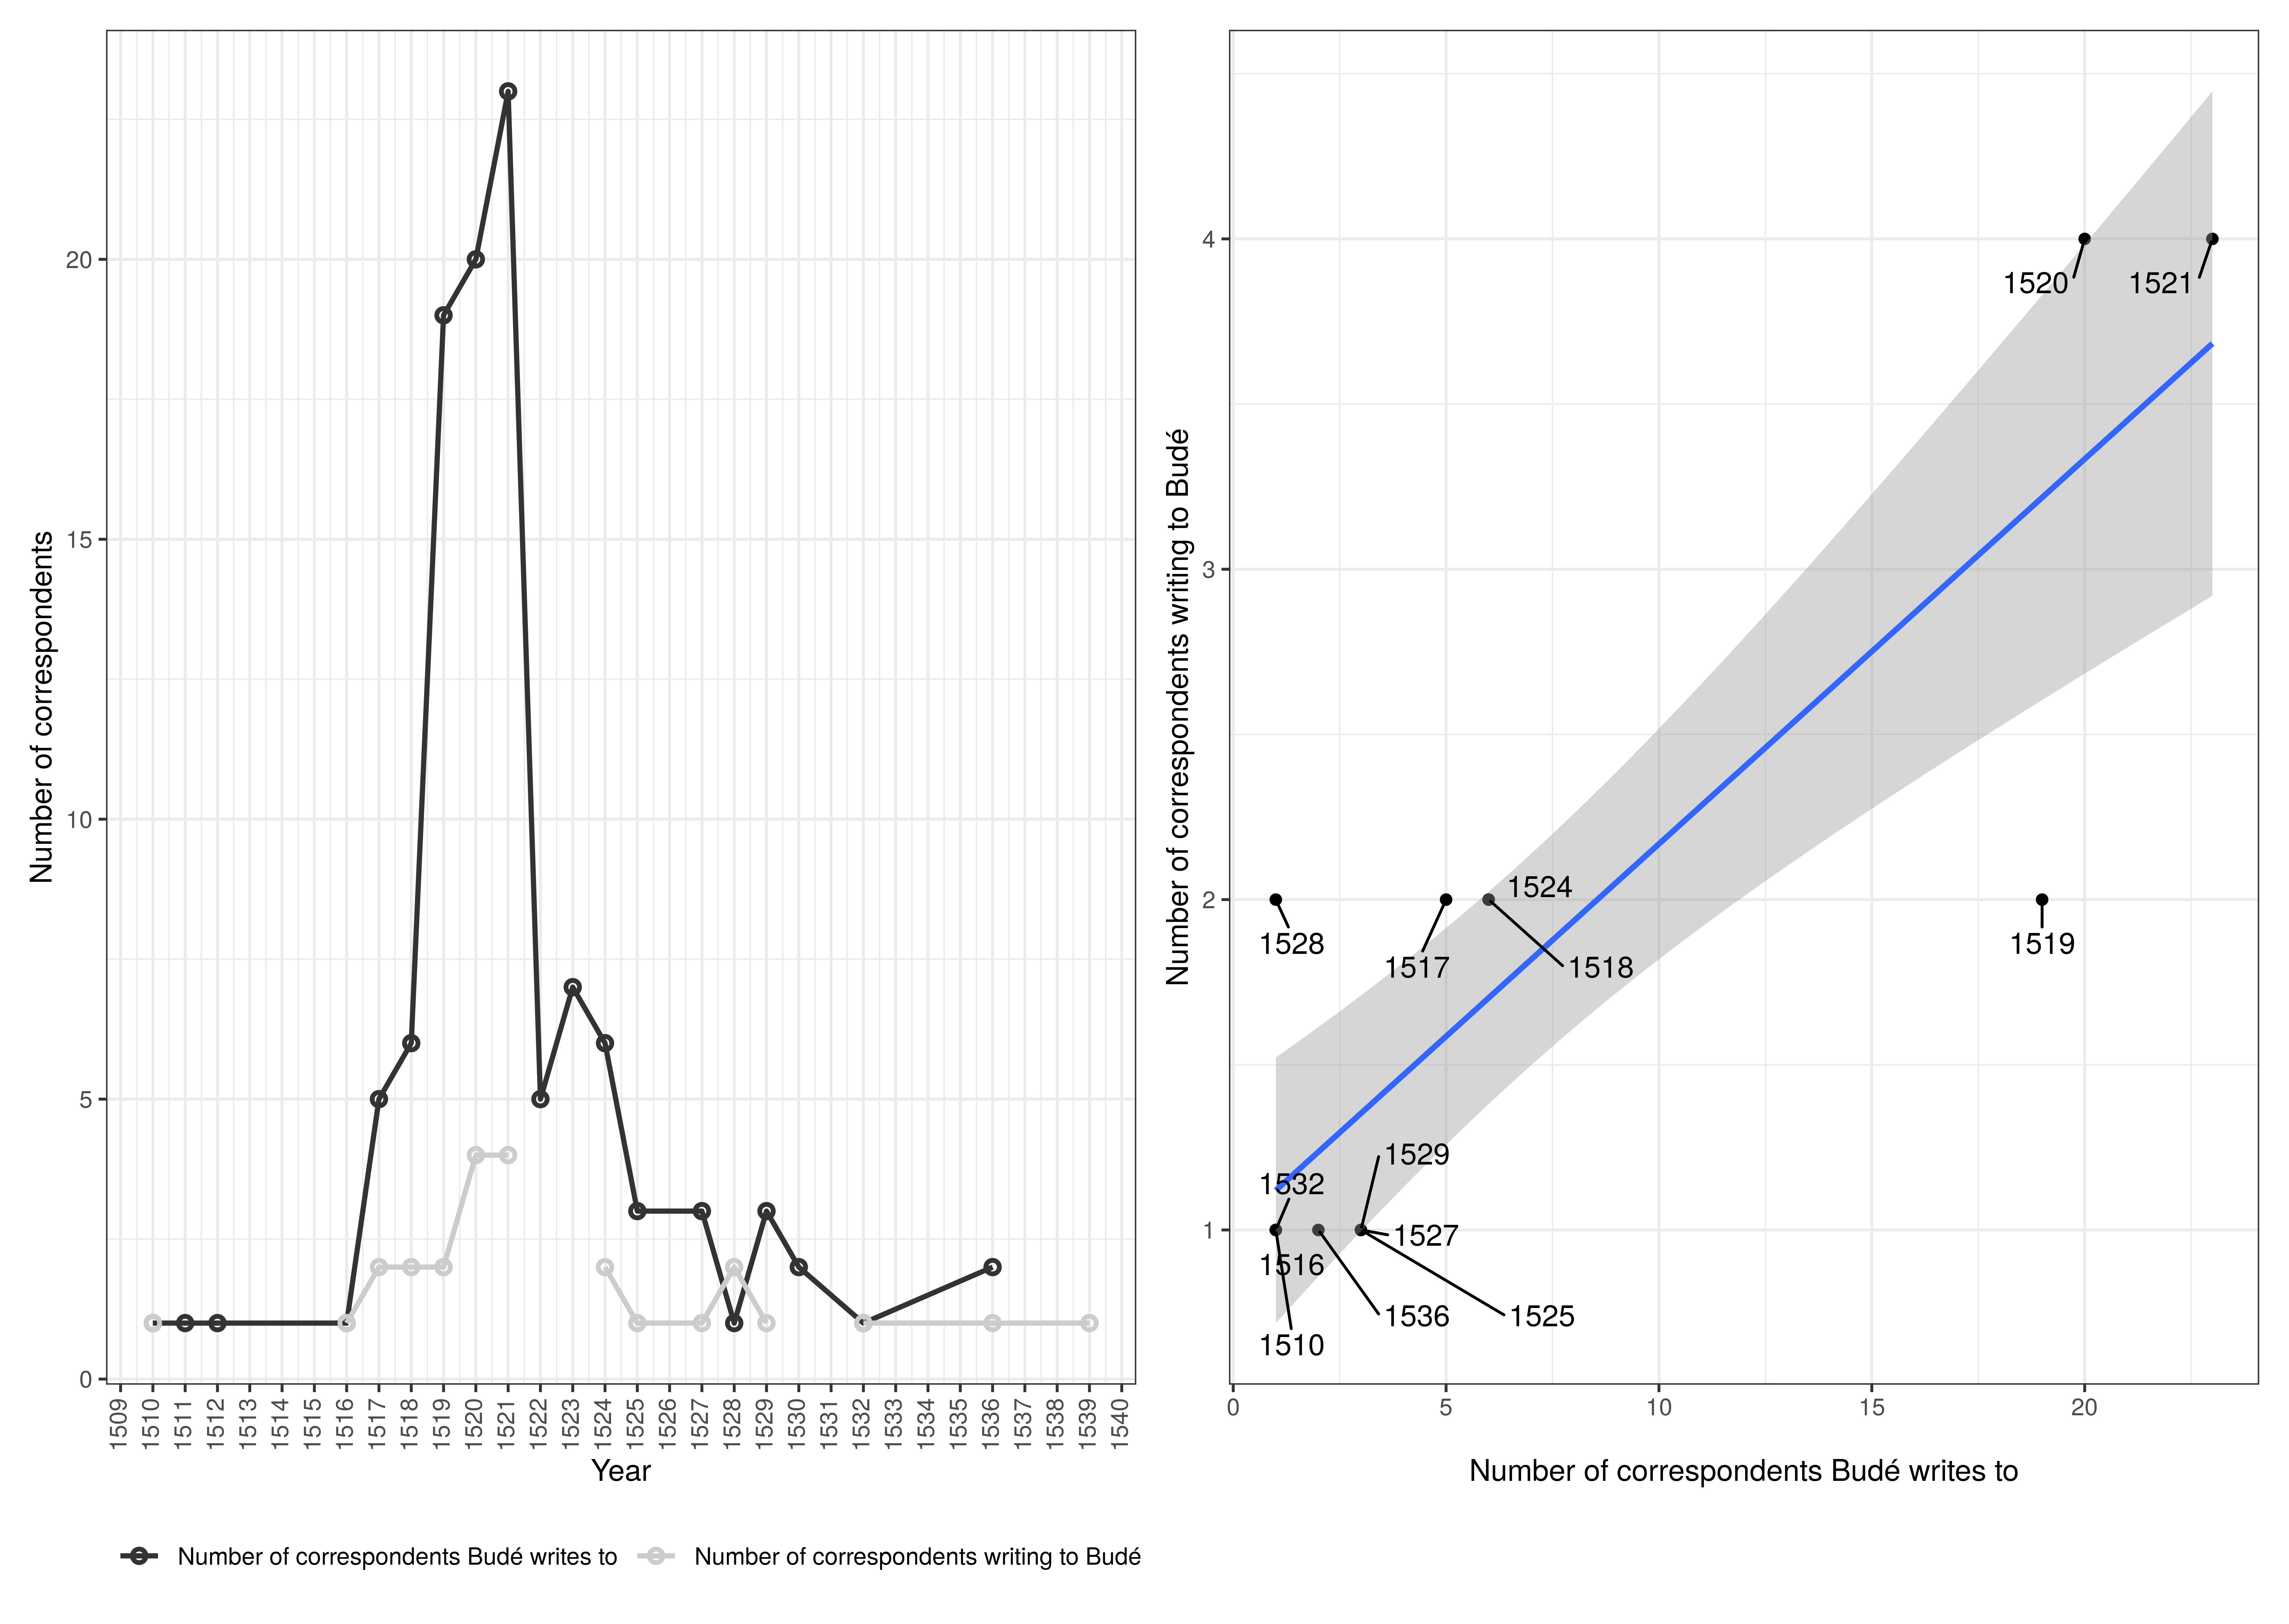 Number of correspondents
20
15
10
5
0
1509 1510 1511 1512 1513 1514 1515 1516 1517 1518 1519 1520 1521 1522 1523 1524 1525 1526 1527 1528 1529 1530 1531 1532 1533 1534 1535 1536 1537 1538 1539 1540
Year
Number of correspondents Budé writes to
Number of correspondents writing to Budé
Number of correspondents writing to Budé
4
3
2
1
1520
1521
1524
1528
1517
1518
1519
1529
1532
1527
1516
1536
1525
1510
0 5 10 15 20
Number of correspondents Budé writes to